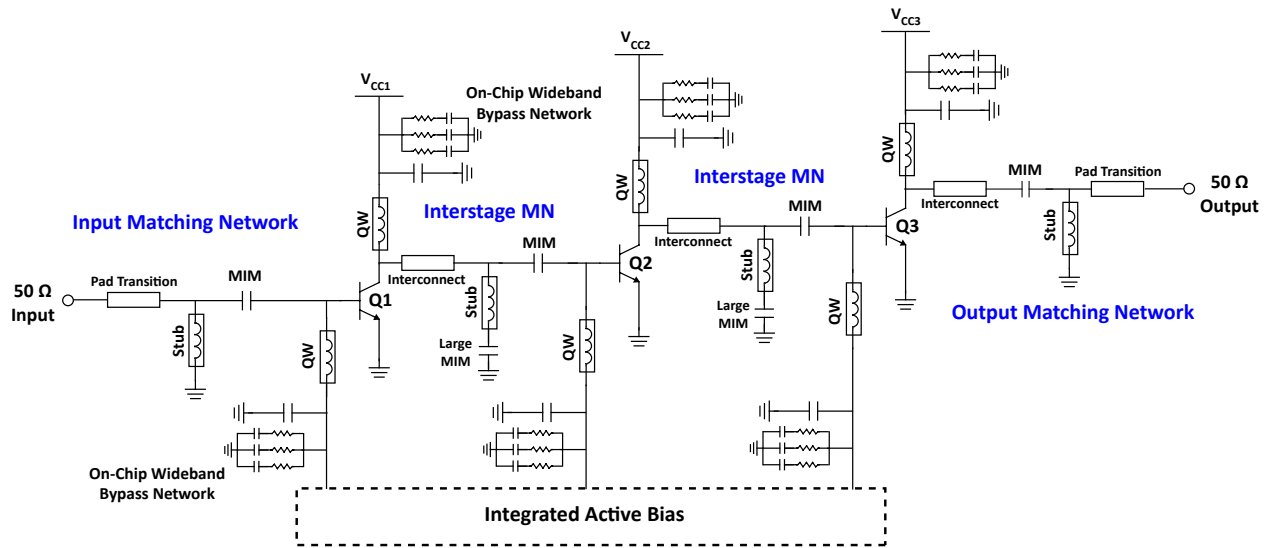 V_CC3
V_CC2
V_CC1
On-Chip Wideband
Bypass Network
QW
MIM
Pad Transition
50 Ω
Output
Interconnect
Q3
Stub
QW
Interstage MN
MIM
Interconnect
Q2
Stub
Large
MIM
QW
Output Matching Network
Input Matching Network
QW
Interstage MN
MIM
Interconnect
Stub
Large
MIM
QW
50 Ω
Input
Pad Transition
MIM
Q1
Stub
QW
On-Chip Wideband
Bypass Network
Integrated Active Bias